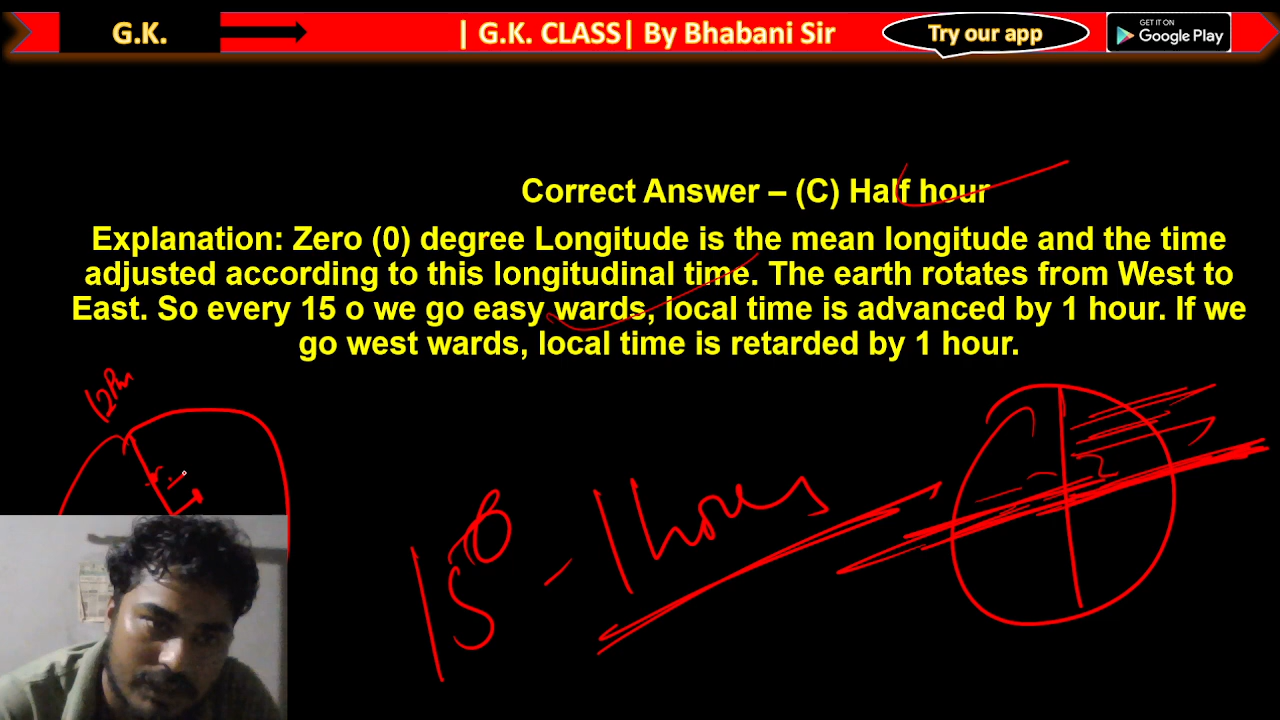 G.K.
| G.K. CLASS| By Bhabani Sir
Try our app
GET IT ON
Google Play
Correct Answer – (C) Half hour
Explanation: Zero (0) degree Longitude is the mean longitude and the time
adjusted according to this longitudinal time. The earth rotates from West to
East. So every 15 o we go easy wards, local time is advanced by 1 hour. If we
go west wards, local time is retarded by 1 hour.
12 PM
15° - 1 hours